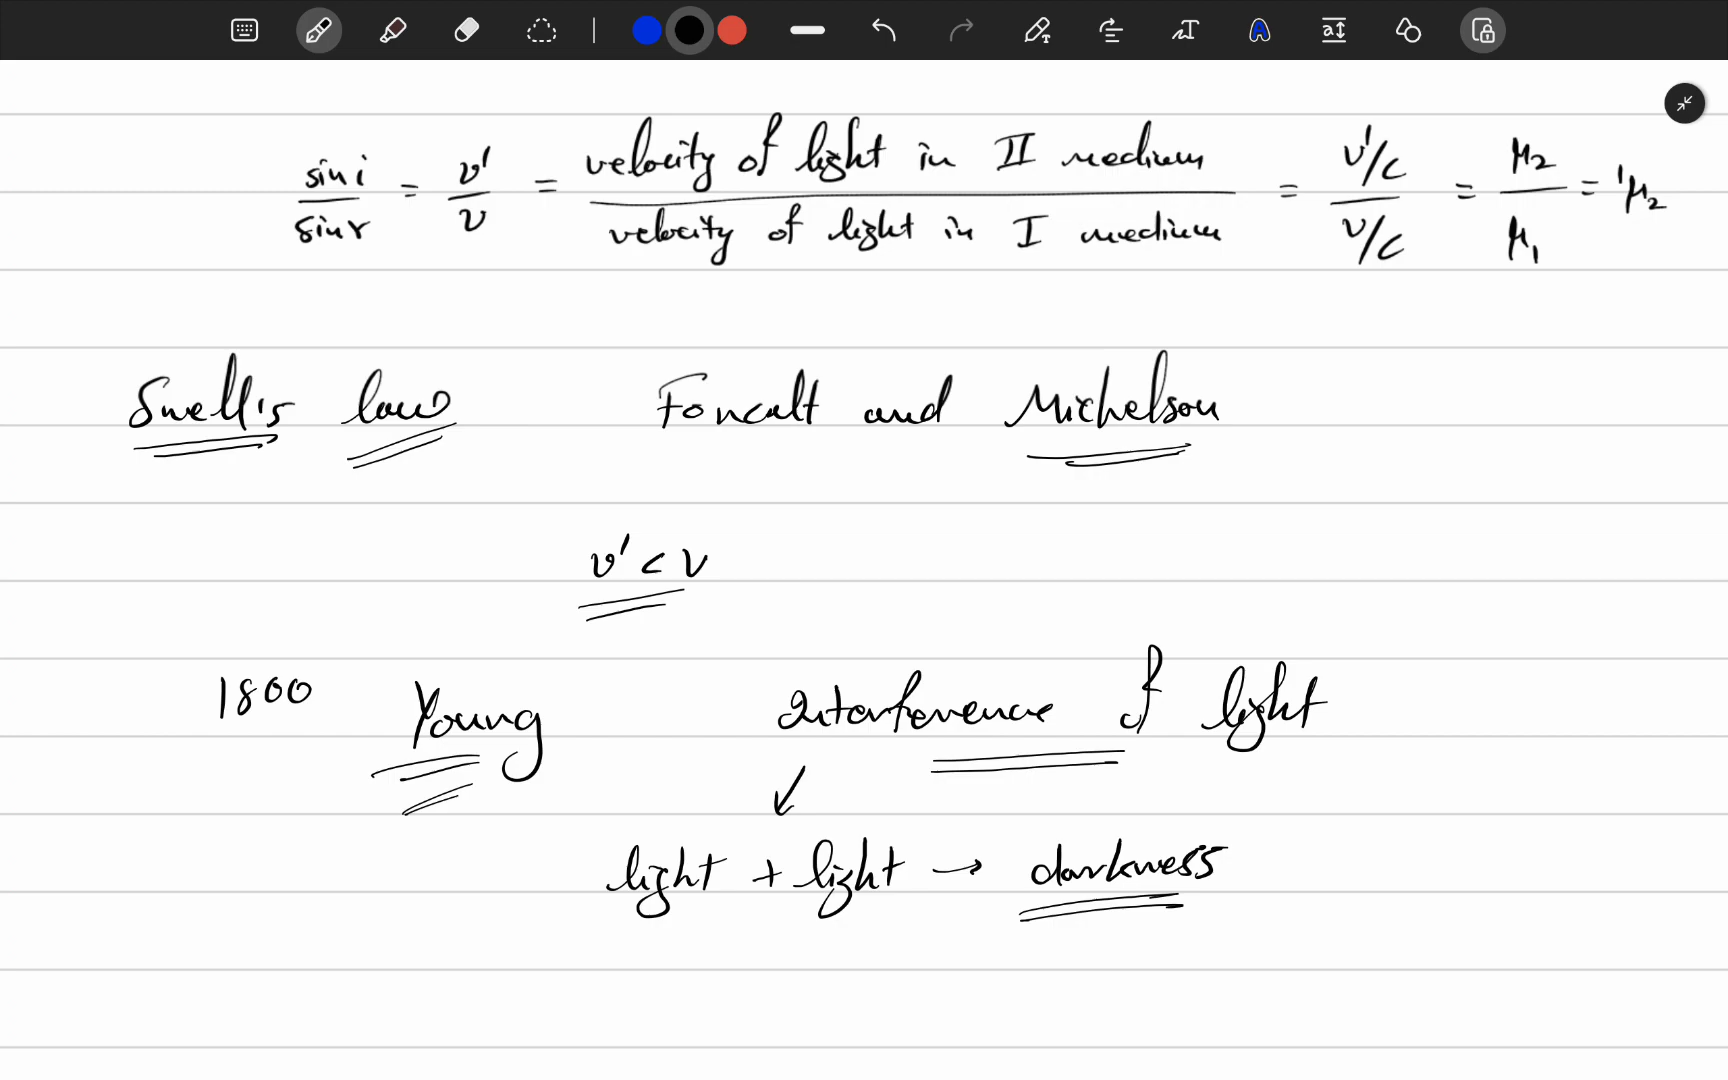 sin i / sin r = v' / v = velocity of light in II medium / velocity of light in I medium = v'/c / v/c = μ₂ / μ₁ = ¹μ₂
Snell's law Foncalt and Michelson
v' < v
1800 Young Interference of light
↙
light + light → darkness